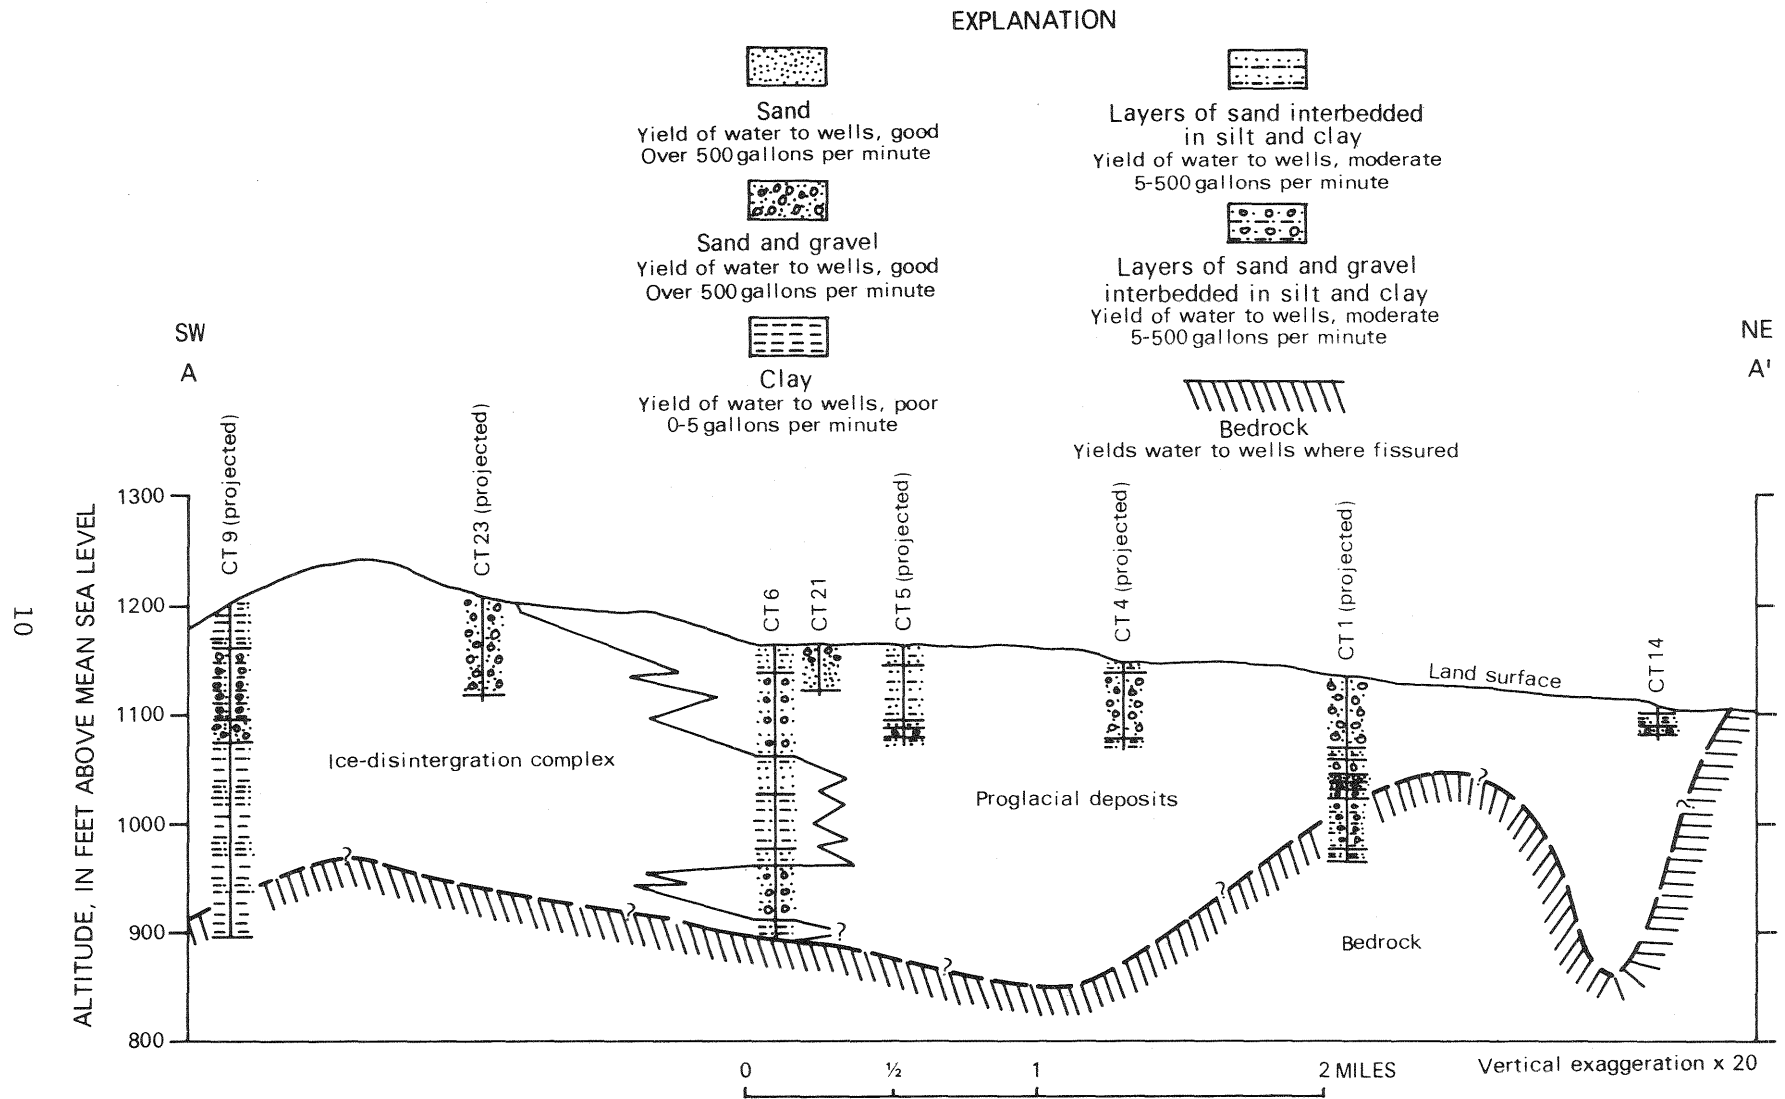 EXPLANATION
Sand
Yield of water to wells, good
Over 500 gallons per minute
Sand and gravel
Yield of water to wells, good
Over 500 gallons per minute
Clay
Yield of water to wells, poor
0-5 gallons per minute
Layers of sand interbedded
in silt and clay
Yield of water to wells, moderate
5-500 gallons per minute
Layers of sand and gravel
interbedded in silt and clay
Yield of water to wells, moderate
5-500 gallons per minute
Bedrock
Yields water to wells where fissured
SW
A
NE
A'
10
ALTITUDE, IN FEET ABOVE MEAN SEA LEVEL
1300
1200
1100
1000
900
800
CT 9 (projected)
CT 23 (projected)
CT 6
CT 21
CT 5 (projected)
CT 4 (projected)
CT 1 (projected)
CT 14
Land surface
Ice-disintergration complex
Proglacial deposits
Bedrock
?
?
?
?
?
?
?
0
½
1
2 MILES
Vertical exaggeration x 20